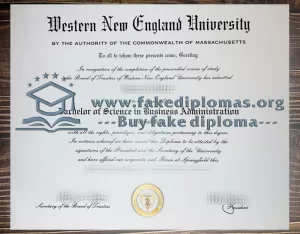 Western New England University
BY THE AUTHORITY OF THE COMMONWEALTH OF MASSACHUSETTS
To all to whom these presents come, Greeting
In recognition of the completion of the prescribed course of study
the Board of Trustees of Western New England University has admitted
www.fakediplomas.org
Bachelor of Science in Business Administration
---Buy fake diploma---
with all the rights, privileges, and obligations pertaining to this degree
In witness whereof we have caused this Diploma to be attested by the
signatures of the President and the Secretary of the University
and have affixed our corporate seal. Given at Springfield this
Secretary of the Board of Trustees
President